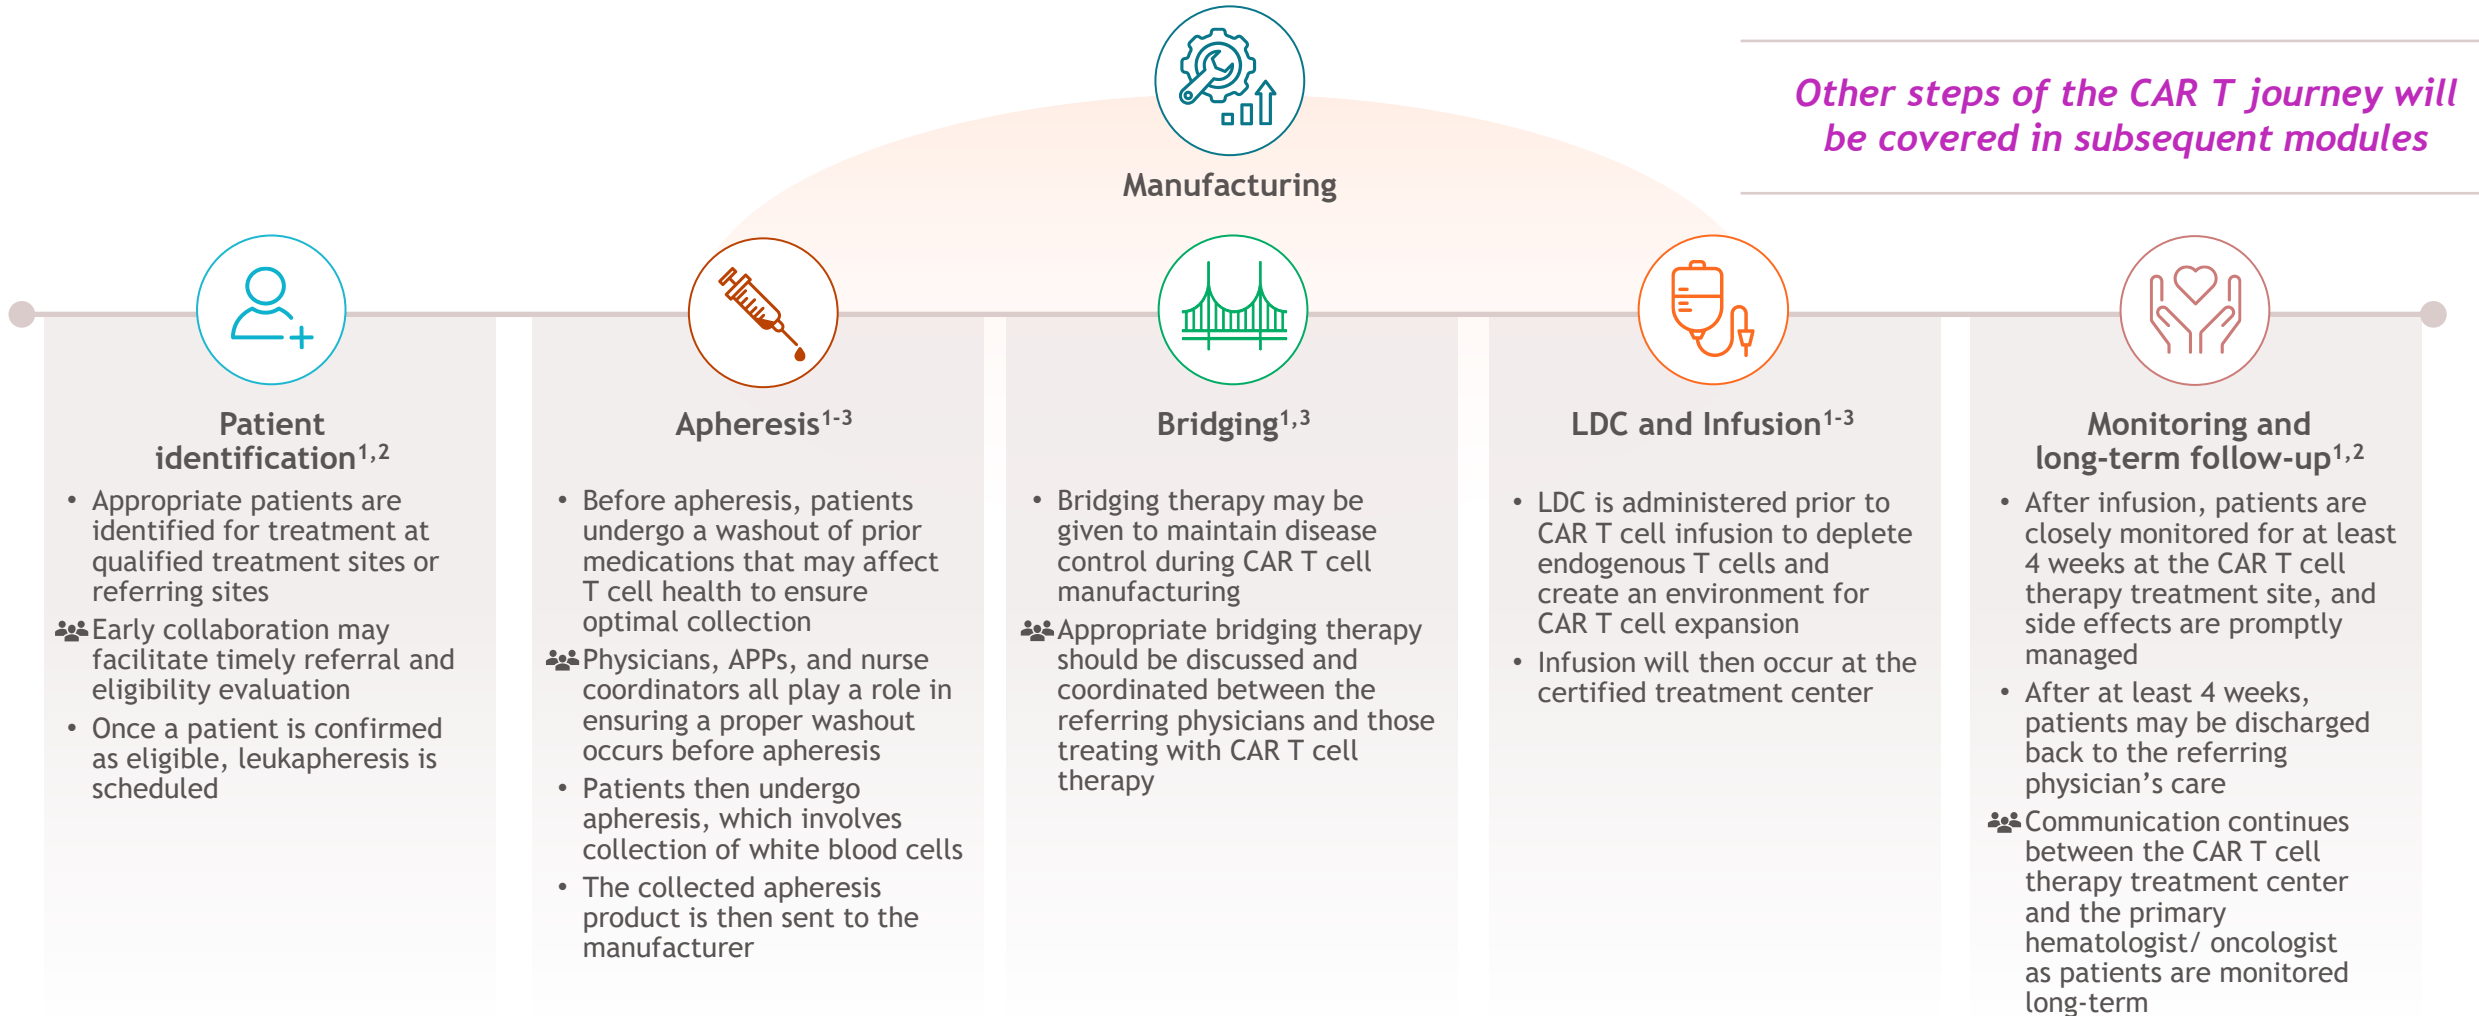 Manufacturing
Other steps of the CAR T journey will
be covered in subsequent modules
Patient
identification1,2
• Appropriate patients are
identified for treatment at
qualified treatment sites or
referring sites
Early collaboration may
facilitate timely referral and
eligibility evaluation
• Once a patient is confirmed
as eligible, leukapheresis is
scheduled
Apheresis1-3
• Before apheresis, patients
undergo a washout of prior
medications that may affect
T cell health to ensure
optimal collection
Physicians, APPs, and nurse
coordinators all play a role in
ensuring a proper washout
occurs before apheresis
• Patients then undergo
apheresis, which involves
collection of white blood cells
• The collected apheresis
product is then sent to the
manufacturer
Bridging1,3
• Bridging therapy may be
given to maintain disease
control during CAR T cell
manufacturing
Appropriate bridging therapy
should be discussed and
coordinated between the
referring physicians and those
treating with CAR T cell
therapy
LDC and Infusion1-3
• LDC is administered prior to
CAR T cell infusion to deplete
endogenous T cells and
create an environment for
CAR T cell expansion
• Infusion will then occur at the
certified treatment center
Monitoring and
long-term follow-up1,2
• After infusion, patients are
closely monitored for at least
4 weeks at the CAR T cell
therapy treatment site, and
side effects are promptly
managed
• After at least 4 weeks,
patients may be discharged
back to the referring
physician’s care
Communication continues
between the CAR T cell
therapy treatment center
and the primary
hematologist/ oncologist
as patients are monitored
long-term